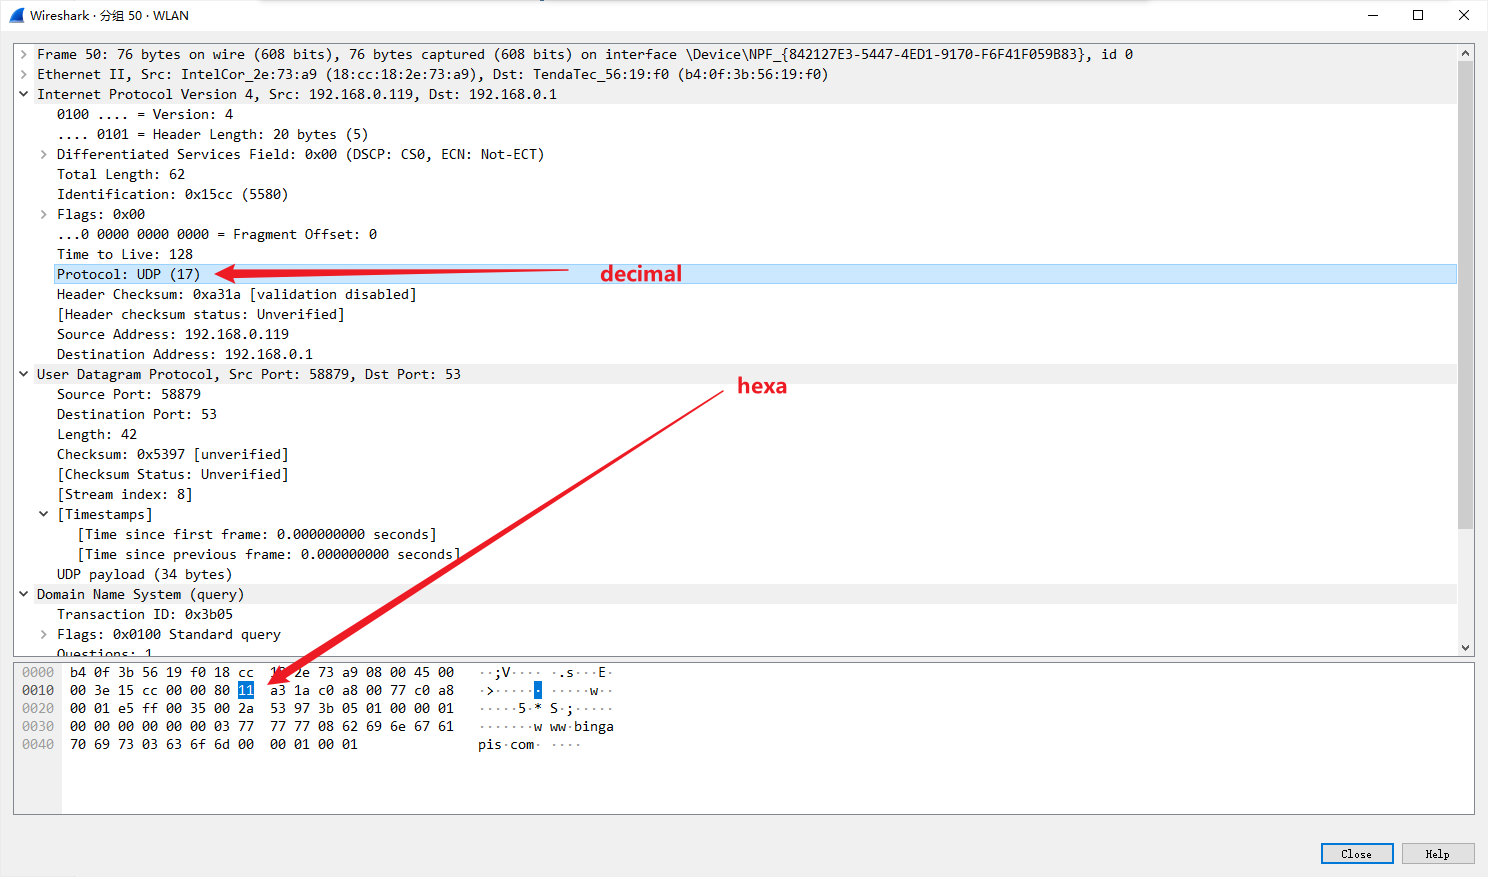 Wireshark · 分组 50 · WLAN
Frame 50: 76 bytes on wire (608 bits), 76 bytes captured (608 bits) on interface \Device\NPF_{842127E3-5447-4ED1-9170-F6F41F059B83}, id 0
Ethernet II, Src: IntelCor_2e:73:a9 (18:cc:18:2e:73:a9), Dst: TendaTec_56:19:f0 (b4:0f:3b:56:19:f0)
Internet Protocol Version 4, Src: 192.168.0.119, Dst: 192.168.0.1
0100 .... = Version: 4
.... 0101 = Header Length: 20 bytes (5)
Differentiated Services Field: 0x00 (DSCP: CS0, ECN: Not-ECT)
Total Length: 62
Identification: 0x15cc (5580)
Flags: 0x00
...0 0000 0000 0000 = Fragment Offset: 0
Time to Live: 128
Protocol: UDP (17) decimal
Header Checksum: 0xa31a [validation disabled]
[Header checksum status: Unverified]
Source Address: 192.168.0.119
Destination Address: 192.168.0.1
User Datagram Protocol, Src Port: 58879, Dst Port: 53
hexa
Source Port: 58879
Destination Port: 53
Length: 42
Checksum: 0x5397 [unverified]
[Checksum Status: Unverified]
[Stream index: 8]
[Timestamps]
[Time since first frame: 0.000000000 seconds]
[Time since previous frame: 0.000000000 seconds]
UDP payload (34 bytes)
Domain Name System (query)
Transaction ID: 0x3b05
Flags: 0x0100 Standard query
Questions: 1
0000 b4 0f 3b 56 19 f0 18 cc 2e 73 a9 08 00 45 00 ··;V···· ·.s···E·
0010 00 3e 15 cc 00 00 80 11 a3 1a c0 a8 00 77 c0 a8 ·>······ ·····w··
0020 00 01 e5 ff 00 35 00 2a 53 97 3b 05 01 00 00 01 ·····5·* S·;·····
0030 00 00 00 00 00 00 03 77 77 77 08 62 69 6e 67 61 ·······w ww·binga
0040 70 69 73 03 63 6f 6d 00 00 01 00 01 pis·com· ····
Close Help